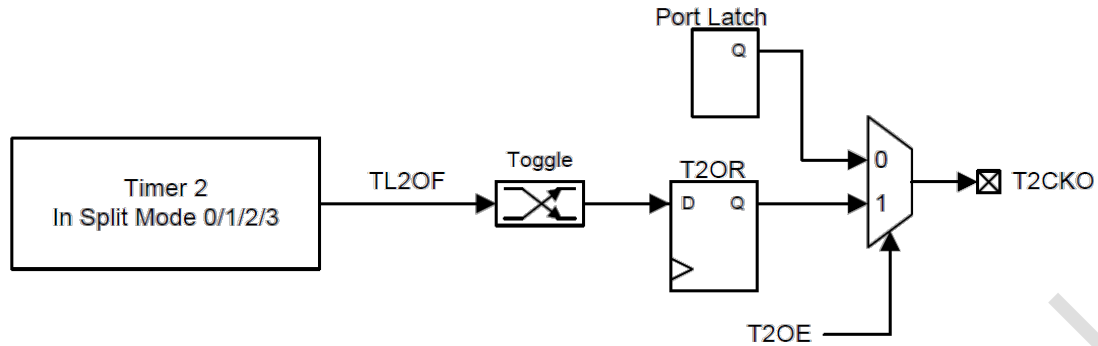 Port Latch
Q
Timer 2
In Split Mode 0/1/2/3
TL2OF
Toggle
T2OR
D Q
0
1
T2CKO
T2OE